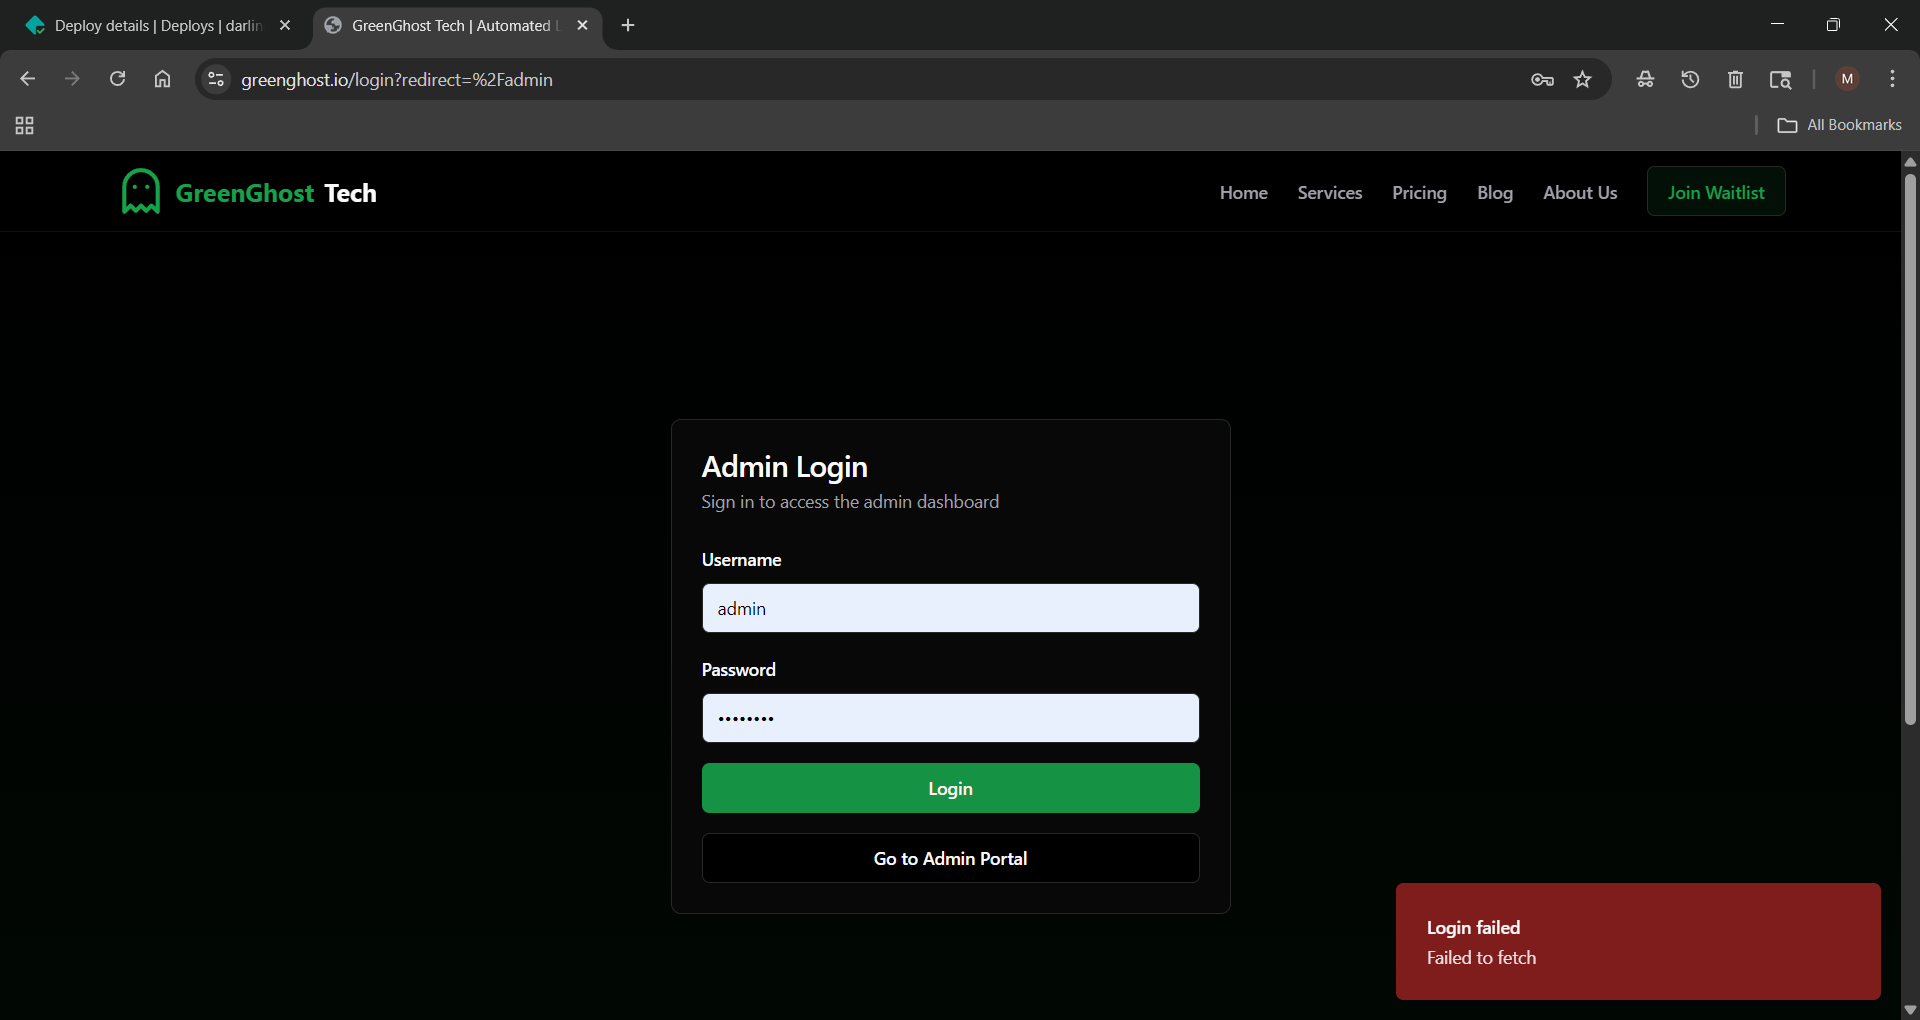 Deploy details | Deploys | darlin
GreenGhost Tech | Automated
greenghost.io/login?redirect=%2Fadmin
M
All Bookmarks
GreenGhost Tech
Home
Services
Pricing
Blog
About Us
Join Waitlist
Admin Login
Sign in to access the admin dashboard
Username
admin
Password
••••••••
Login
Go to Admin Portal
Login failed
Failed to fetch